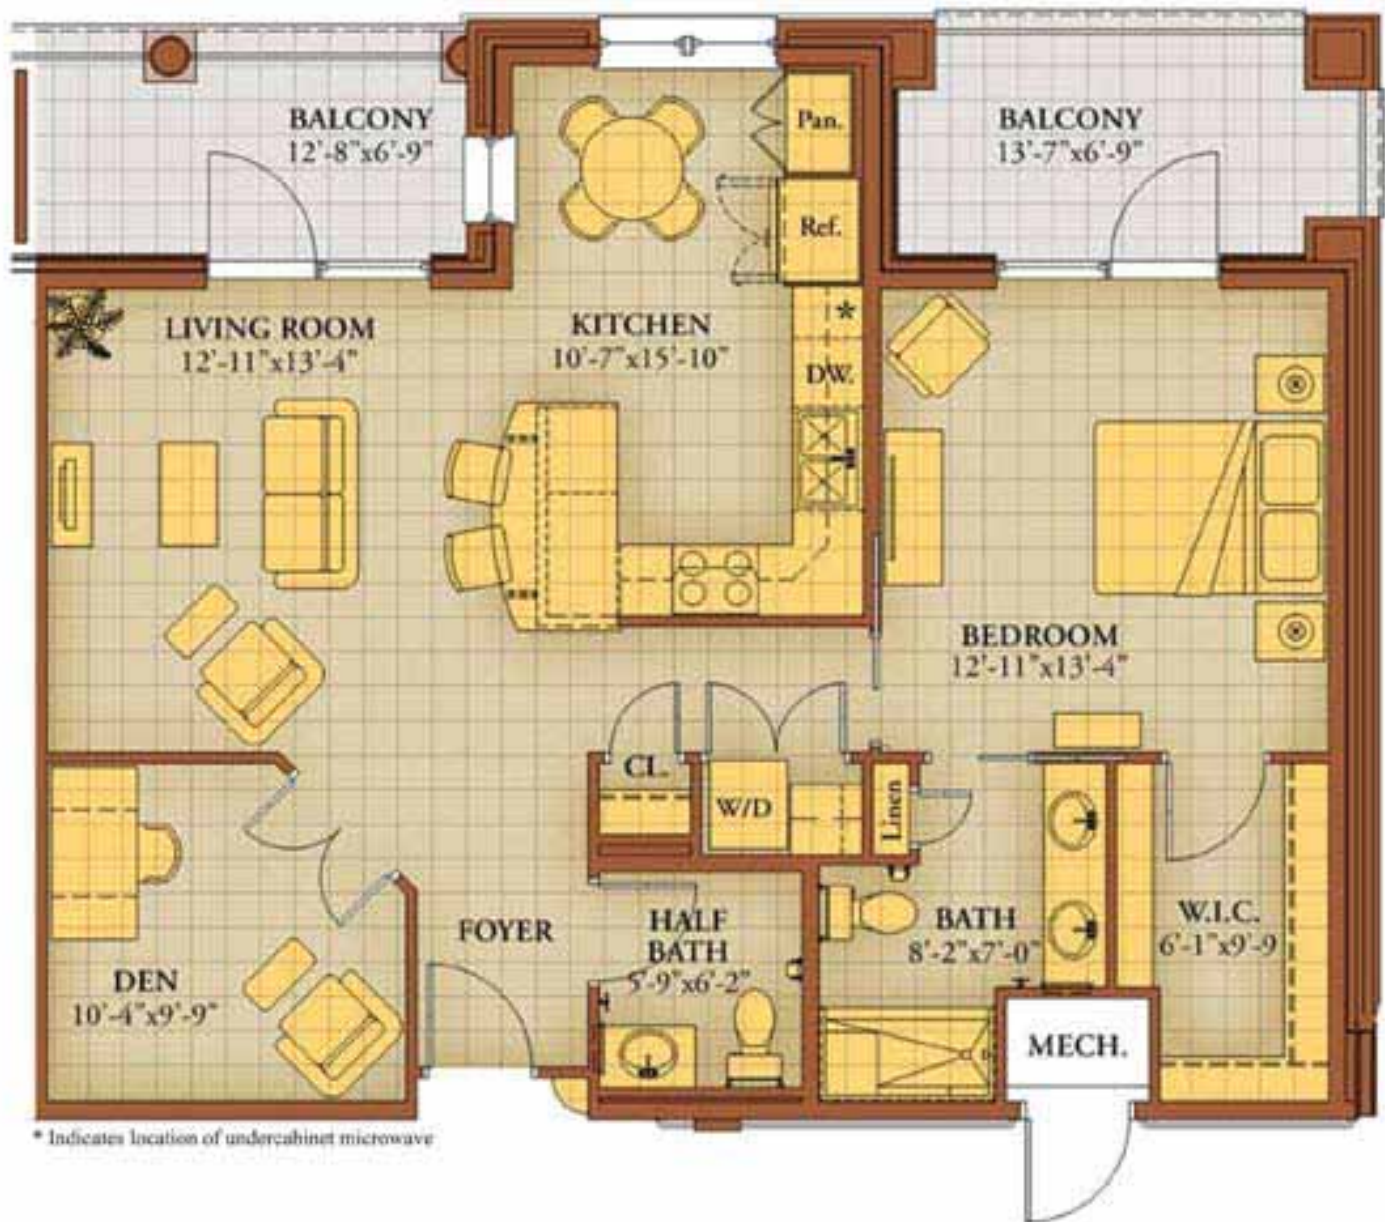 BALCONY
12'-8"x6'-9"
Pan.
BALCONY
13'-7"x6'-9"
Ref.
LIVING ROOM
12'-11"x13'-4"
KITCHEN
10'-7"x15'-10"
*
DW.
BEDROOM
12'-11"x13'-4"
CL.
W/D
Linen
FOYER
HALF
BATH
5'-9"x6'-2"
BATH
8'-2"x7'-0"
W.I.C.
6'-1"x9'-9
DEN
10'-4"x9'-9"
MECH.
* Indicates location of undercabinet microwave